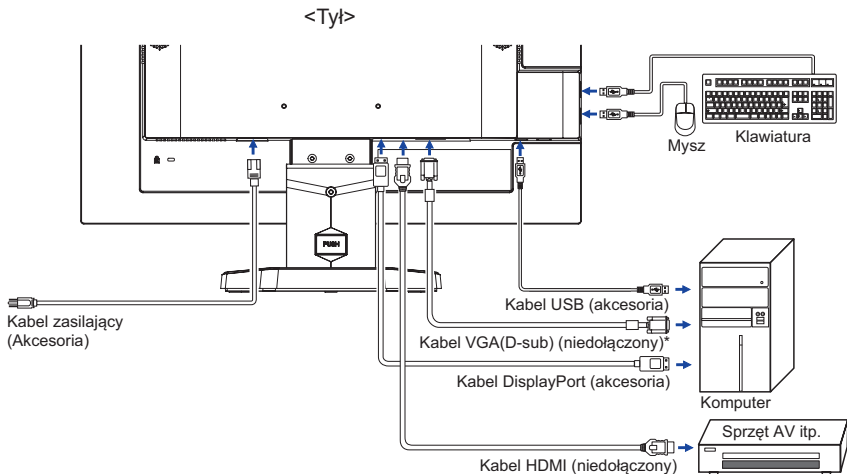 <Tył>
Mysz
Klawiatura
PUSH
Kabel zasilający
(Akcesoria)
Kabel USB (akcesoria)
Kabel VGA(D-sub) (niedołączony)*
Kabel DisplayPort (akcesoria)
Komputer
Sprzęt AV itp.
Kabel HDMI (niedołączony)